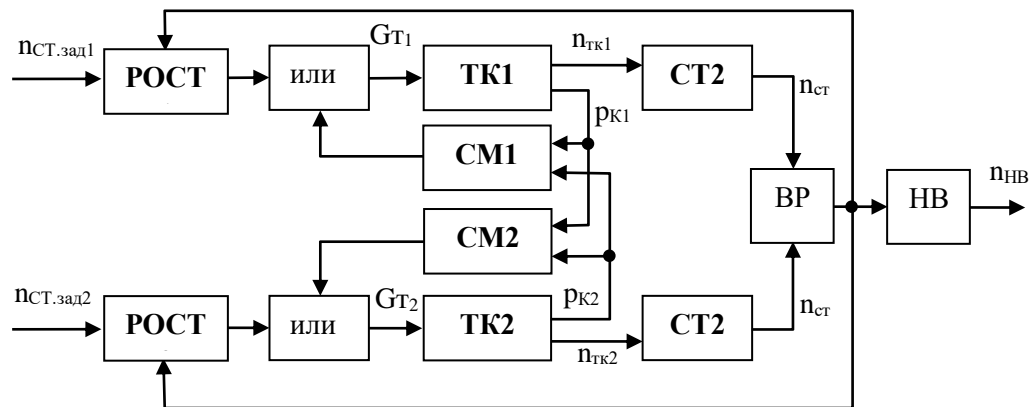 nСТ.зад1
РОСТ
или
Gт1
ТК1
nтк1
СТ2
nст
pК1
СМ1
ВР
НВ
nНВ
СМ2
nСТ.зад2
РОСТ
или
Gт2
ТК2
pК2
nтк2
СТ2
nст